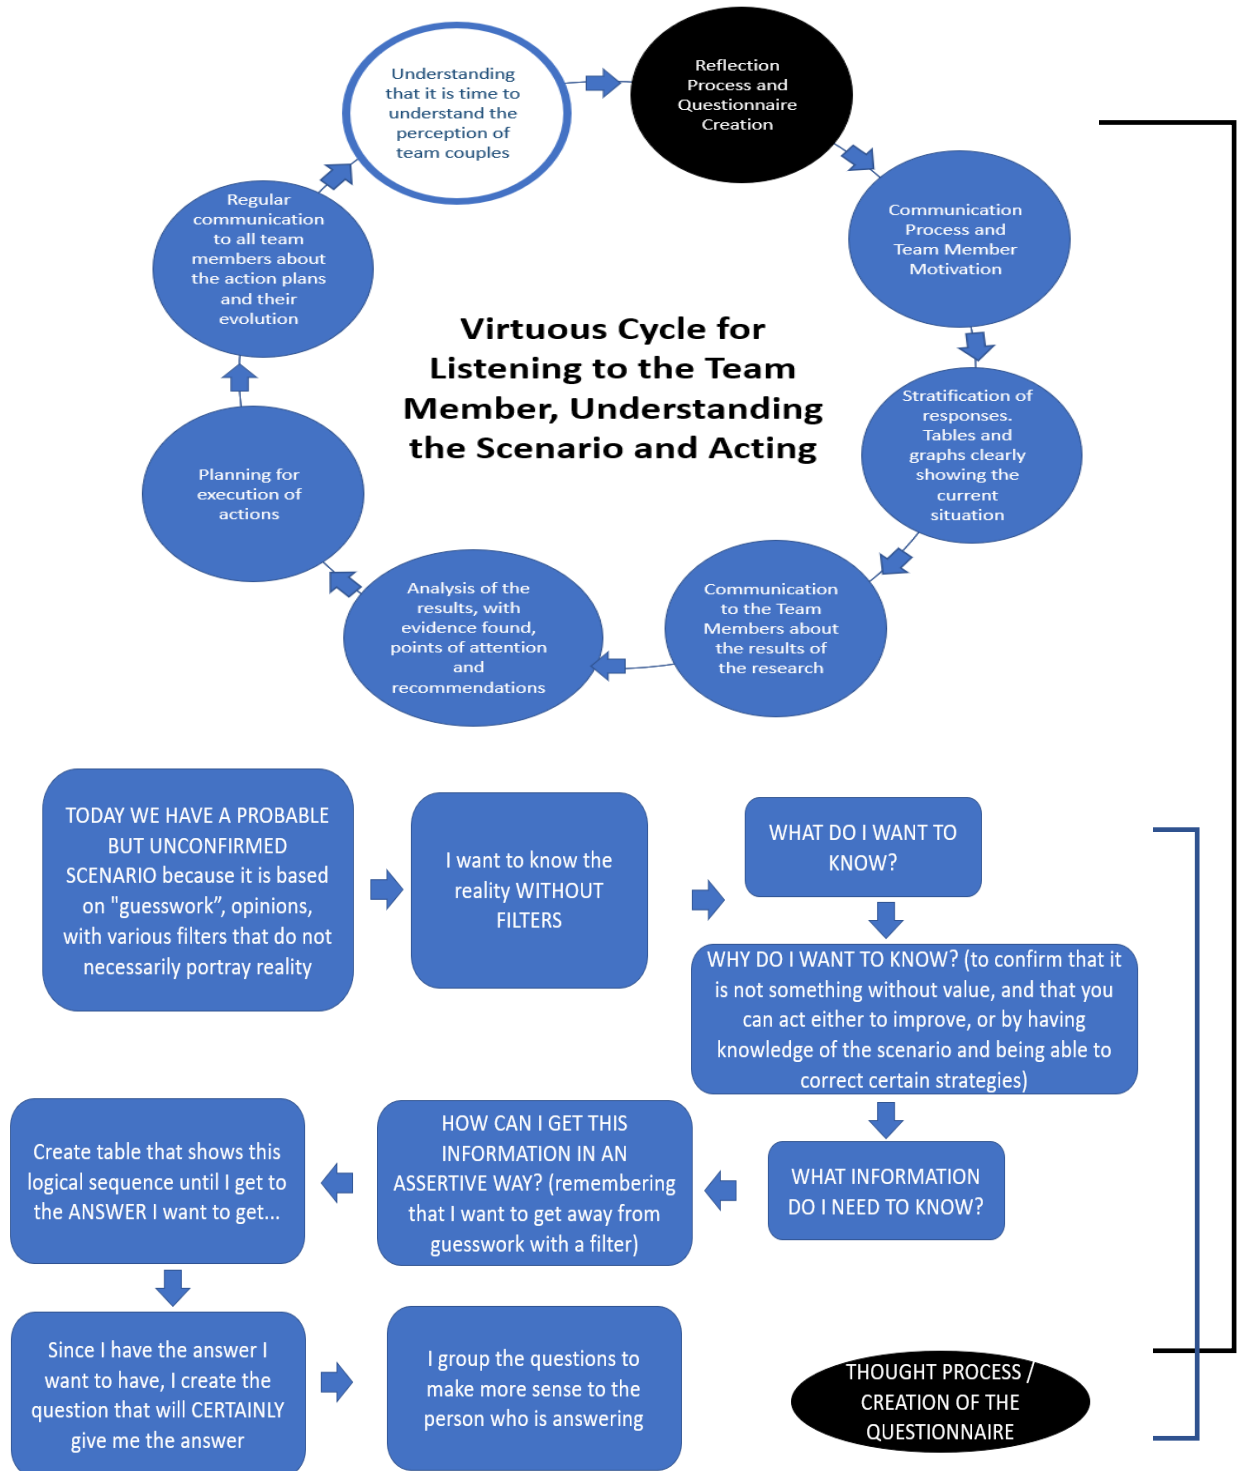 Understanding
that it is time to
understand the
perception of
team couples
Reflection
Process and
Questionnaire
Creation
Communication
Process and
Team Member
Motivation
Stratification of
responses.
Tables and
graphs clearly
showing the
current
situation
Communication
to the Team
Members about
the results of
the research
Analysis of the
results, with
evidence found,
points of attention
and
recommendations
Planning for
execution of
actions
Regular
communication
to all team
members about
the action plans
and their
evolution
Virtuous Cycle for
Listening to the Team
Member, Understanding
the Scenario and Acting
TODAY WE HAVE A PROBABLE
BUT UNCONFIRMED
SCENARIO because it is based
on "guesswork”, opinions,
with various filters that do not
necessarily portray reality
I want to know the
reality WITHOUT
FILTERS
WHAT DO I WANT TO
KNOW?
WHY DO I WANT TO KNOW? (to confirm that it
is not something without value, and that you
can act either to improve, or by having
knowledge of the scenario and being able to
correct certain strategies)
WHAT INFORMATION
DO I NEED TO KNOW?
HOW CAN I GET THIS
INFORMATION IN AN
ASSERTIVE WAY? (remembering
that I want to get away from
guesswork with a filter)
Create table that shows this
logical sequence until I get to
the ANSWER I want to get...
Since I have the answer I
want to have, I create the
question that will CERTAINLY
give me the answer
I group the questions to
make more sense to the
person who is answering
THOUGHT PROCESS /
CREATION OF THE
QUESTIONNAIRE